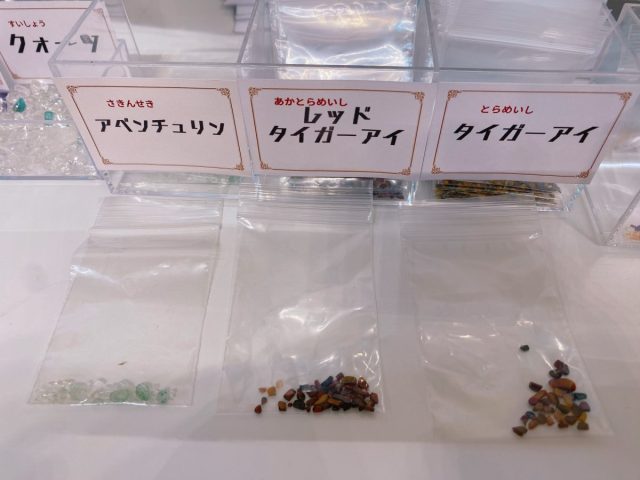 すいしょう
クォーツ
さきんせき
アベンチュリン
あかとらめいし
レッド
タイガーアイ
とらめいし
タイガーアイ